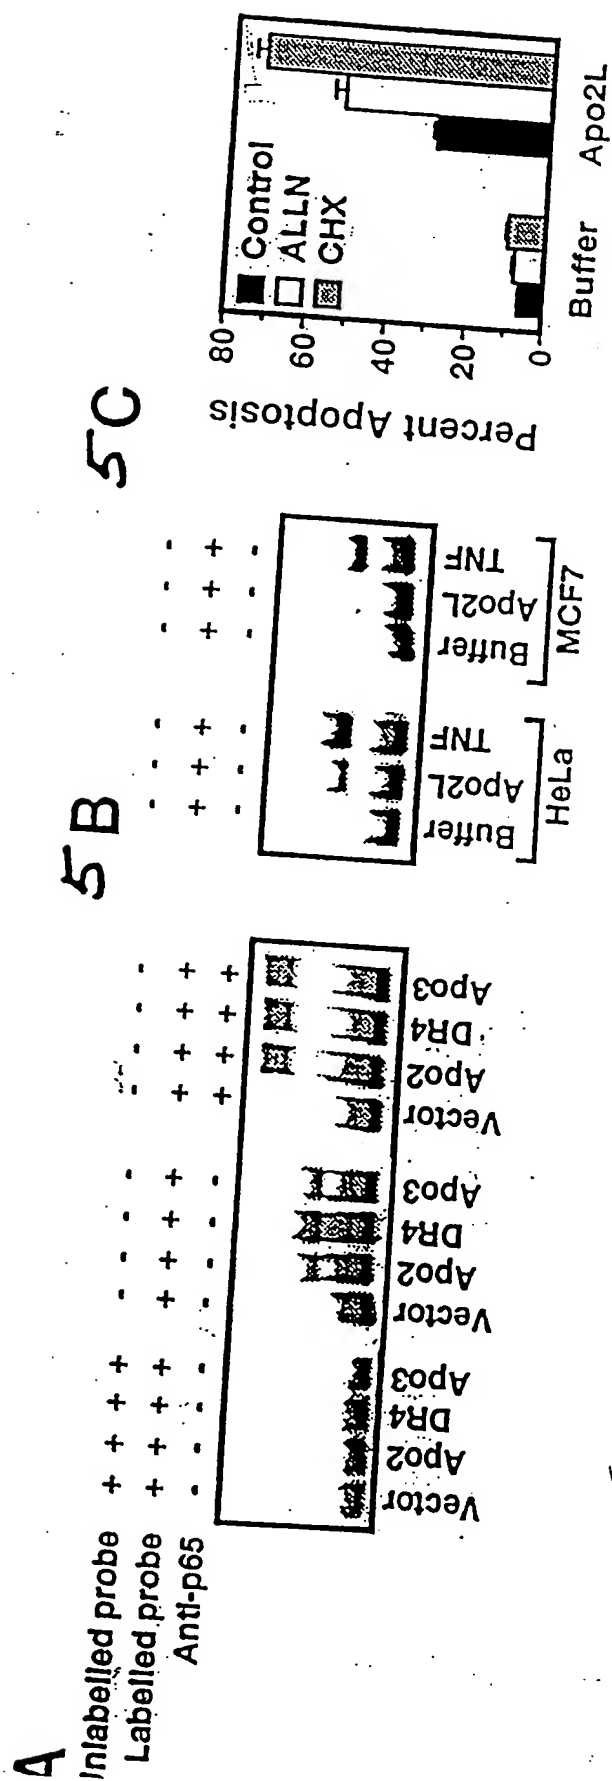 A
Unlabelled probe + + + + - - - - - - - -
Labelled probe + + + + + + + + + + + +
Anti-p65 - - - - - - - - + + + +
Vector Apo2 DR4 Apo3 Vector Apo2 DR4 Apo3 Vector Apo2 DR4 Apo3
5B
- - - - - -
+ + + + + +
- - - - - -
Buffer Apo2L TNF Buffer Apo2L TNF
HeLa MCF7
5C
Percent Apoptosis
80
60
40
20
0
Control
ALLN
CHX
Buffer Apo2L